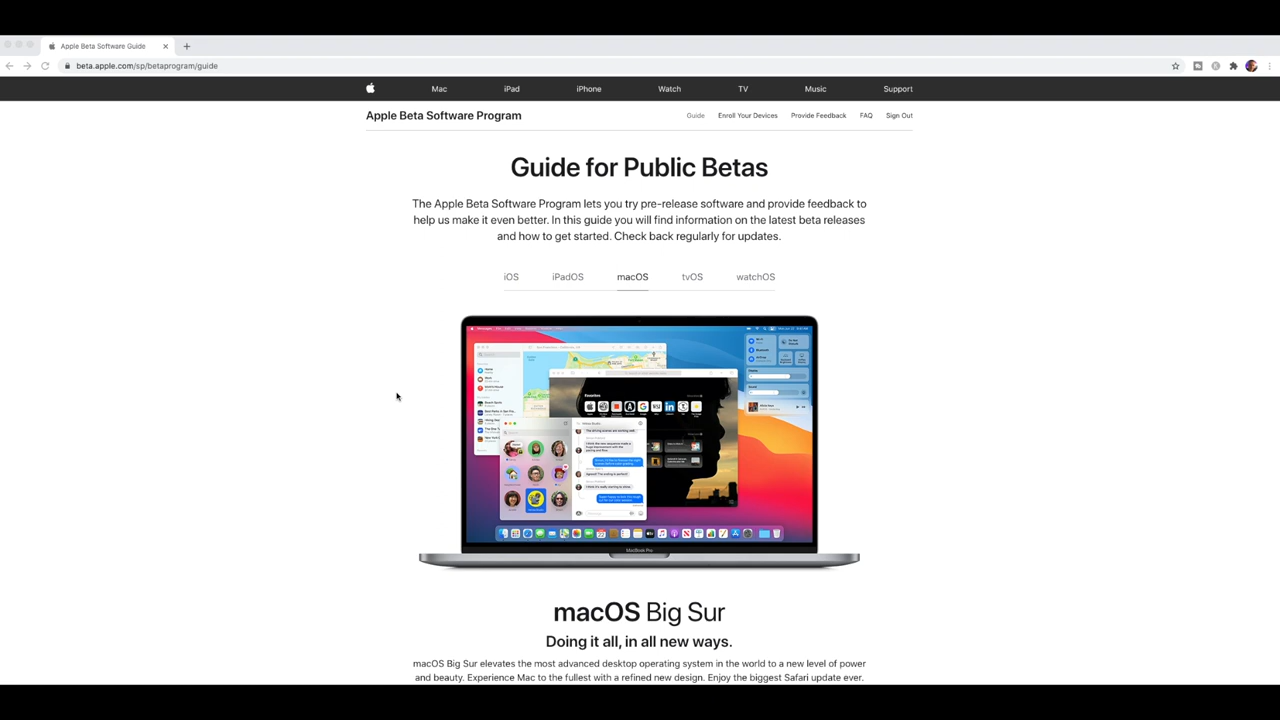 Apple Beta Software Guide
beta.apple.com/sp/betaprogram/guide
Mac iPad iPhone Watch TV Music Support
Apple Beta Software Program
Guide Enroll Your Devices Provide Feedback FAQ Sign Out
Guide for Public Betas
The Apple Beta Software Program lets you try pre-release software and provide feedback to
help us make it even better. In this guide you will find information on the latest beta releases
and how to get started. Check back regularly for updates.
iOS iPadOS macOS tvOS watchOS
Favorites
MacBook Pro
macOS Big Sur
Doing it all, in all new ways.
macOS Big Sur elevates the most advanced desktop operating system in the world to a new level of power
and beauty. Experience Mac to the fullest with a refined new design. Enjoy the biggest Safari update ever.